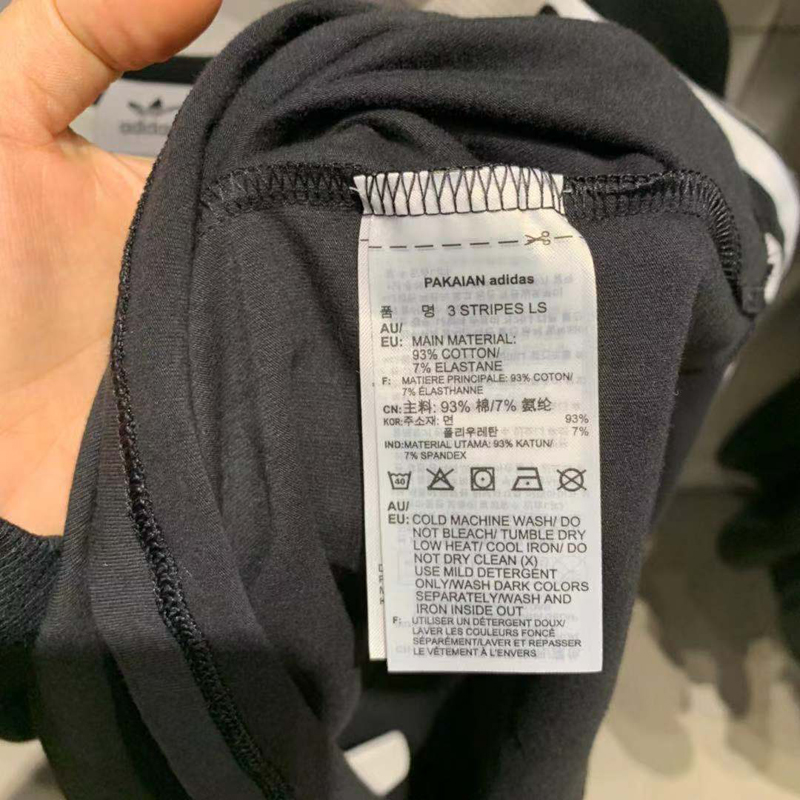 adidas
PAKAIAN adidas
품 명 3 STRIPES LS
AU/
EU: MAIN MATERIAL:
93% COTTON/
7% ELASTANE
F: MATIERE PRINCIPALE: 93% COTON/
7% ÉLASTHANNE
CN:主料: 93% 棉/7% 氨纶
KOR:주소재: 면 93%
폴리우레탄 7%
IND:MATERIAL UTAMA: 93% KATUN/
7% SPANDEX
40
AU/
EU: COLD MACHINE WASH/ DO
NOT BLEACH/ TUMBLE DRY
LOW HEAT/ COOL IRON/ DO
NOT DRY CLEAN (X)
USE MILD DETERGENT
ONLY/WASH DARK COLORS
SEPARATELY/WASH AND
IRON INSIDE OUT
F: UTILISER UN DÉTERGENT DOUX/
LAVER LES COULEURS FONCÉ
SÉPARÉMENT/LAVER ET REPASSER
LE VÊTEMENT À L'ENVERS